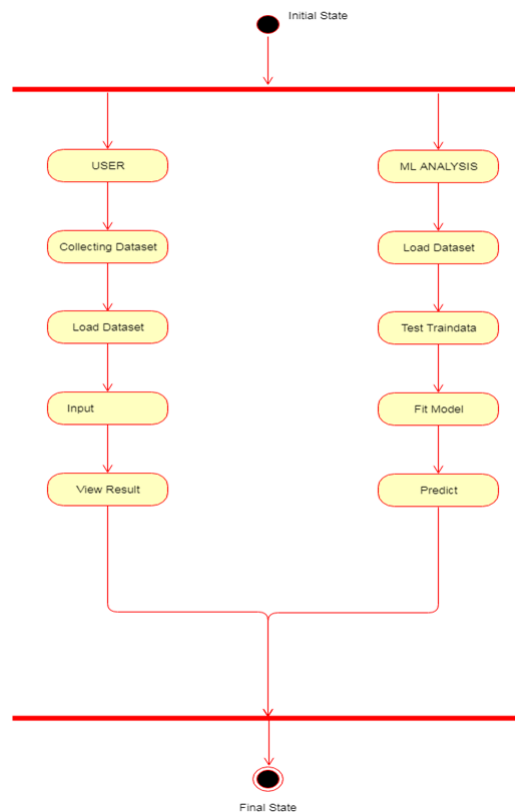 Initial State
USER
ML ANALYSIS
Collecting Dataset
Load Dataset
Load Dataset
Test Traindata
Input
Fit Model
View Result
Predict
Final State